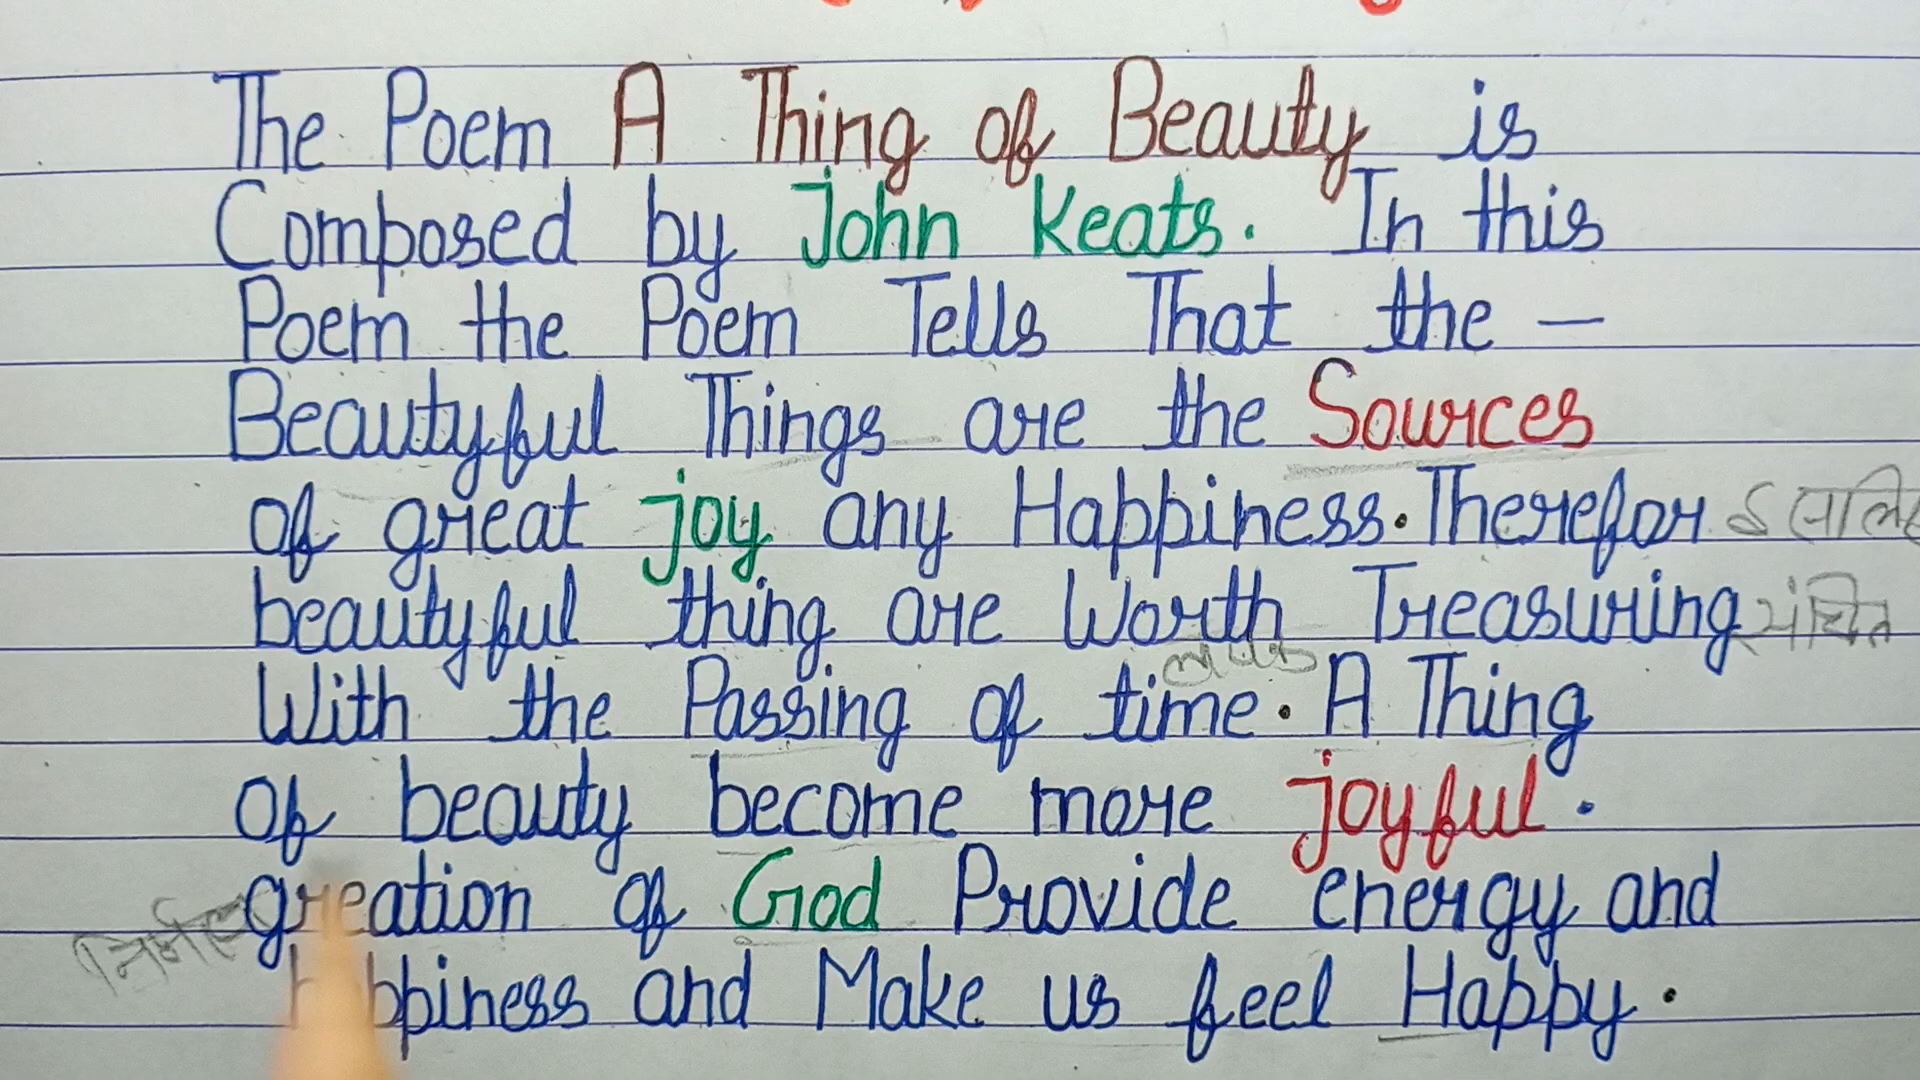 The Poem A Thing of Beauty is
Composed by John Keats. In this
Poem the Poem Tells That the —
Beautyful Things are the Sources
of great joy any Happiness. Therefor
beautyful thing are Worth Treasuring
With the Passing of time. A Thing
of beauty become more joyful.
greation of God Provide energy and
happiness and Make us feel Happy.